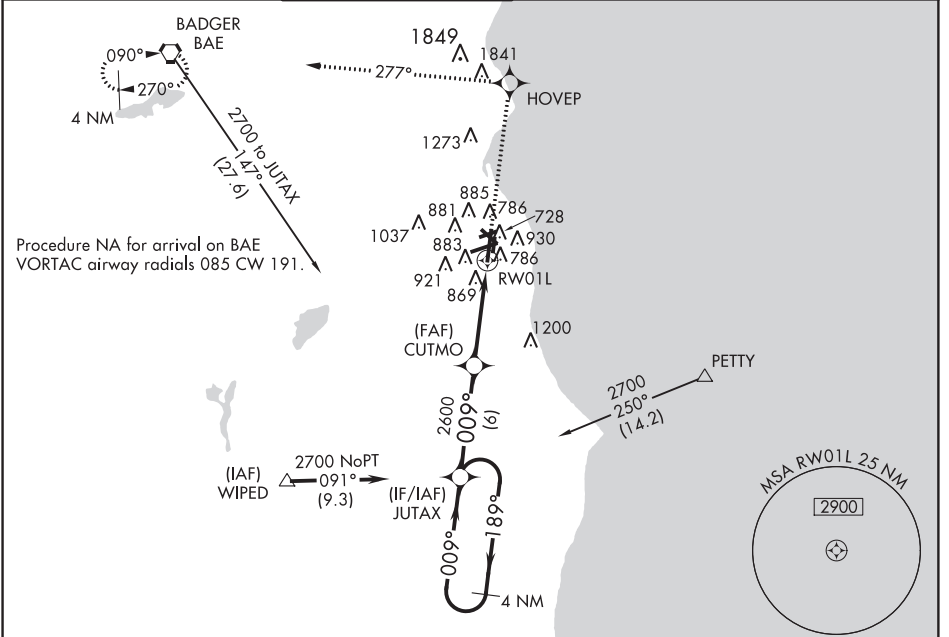 BADGER
BAE
090°
270°
4 NM
2700 to JUTAX
147°
(27.6)
Procedure NA for arrival on BAE
VORTAC airway radials 085 CW 191.
277°
1849
1841
HOVEP
1273
885
786
728
881
1037
930
883
786
921
RW01L
869
(FAF)
CUTMO
1200
PETTY
2700
250°
(14.2)
2600
009°
(6)
(IAF)
WIPED
2700 NoPT
091°
(9.3)
(IF/IAF)
JUTAX
009°
189°
4 NM
MSA RW01L 25 NM
2900